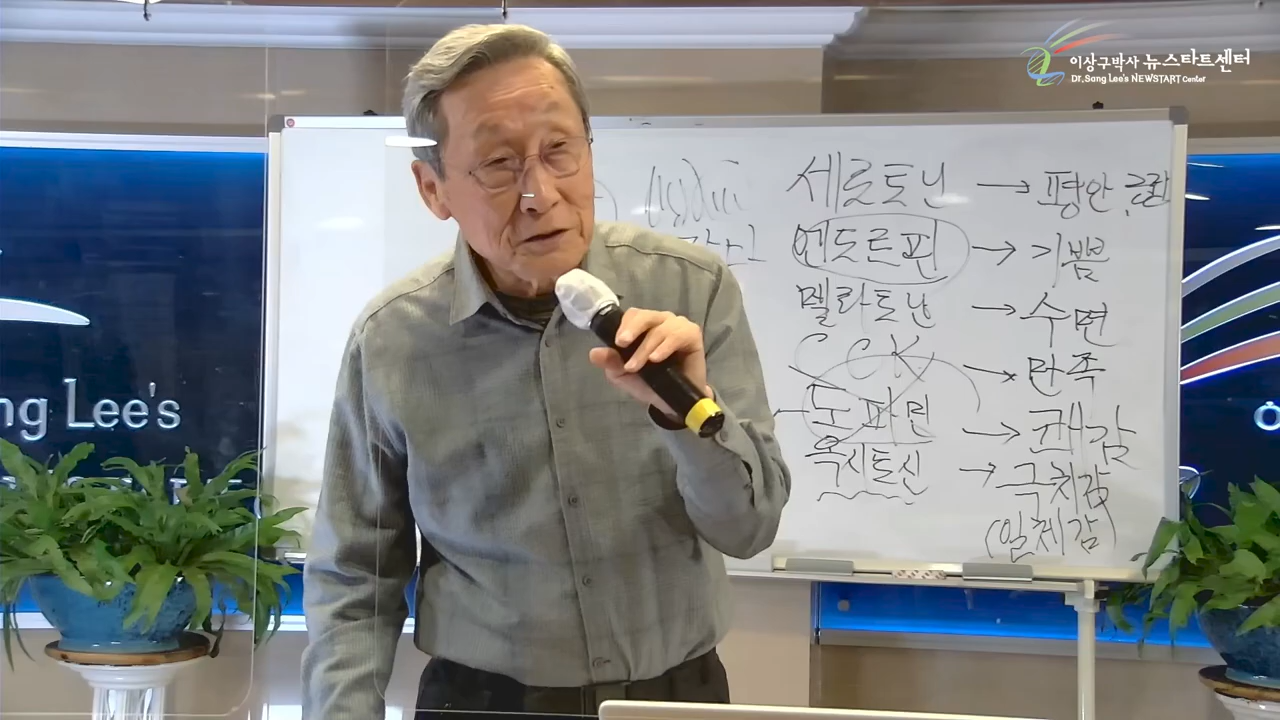 이상구박사 뉴스타트센터
Dr. Sang Lee's NEWSTART Center
세로토닌 → 평안
엔도르핀 → 기쁨
멜라토닌 → 수면
CCK → 만족
도파민 → 쾌감
옥시토신 → 극치감
(일체감)
ng Lee's